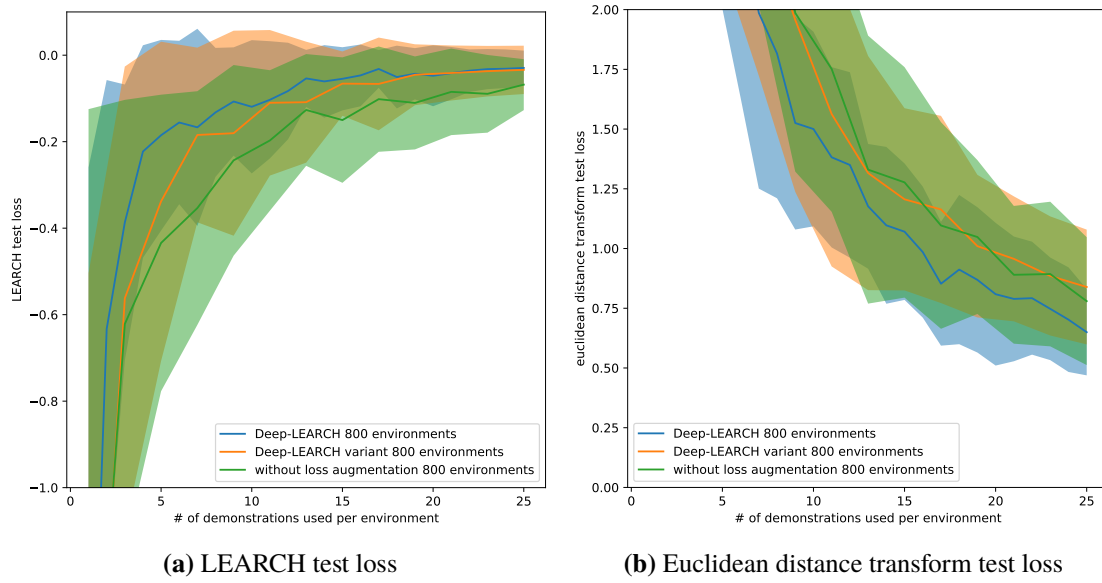 0.0
−0.2
−0.4
−0.6
−0.8
−1.0
LEARCH test loss
0
5
10
15
20
25
# of demonstrations used per environment
Deep-LEARCH 800 environments
Deep-LEARCH variant 800 environments
without loss augmentation 800 environments
(a) LEARCH test loss
2.00
1.75
1.50
1.25
1.00
0.75
0.50
0.25
0.00
euclidean distance transform test loss
0
5
10
15
20
25
# of demonstrations used per environment
Deep-LEARCH 800 environments
Deep-LEARCH variant 800 environments
without loss augmentation 800 environments
(b) Euclidean distance transform test loss